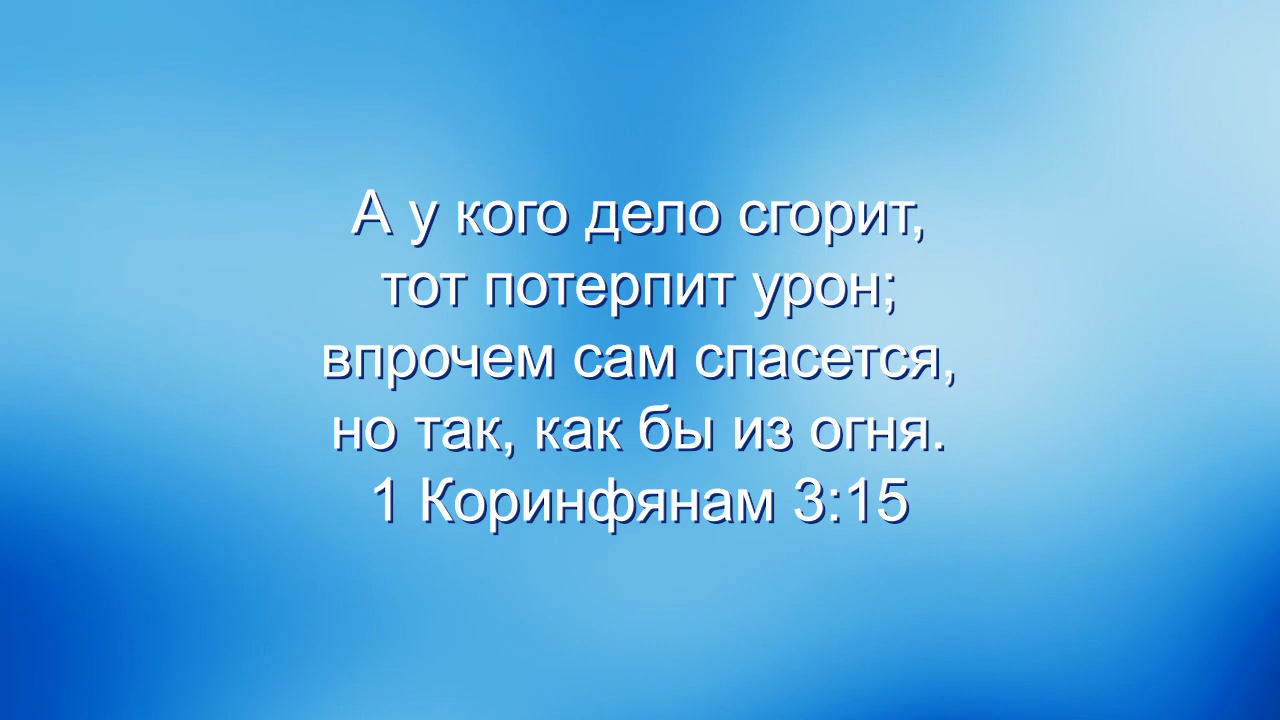 А у кого дело сгорит,
тот потерпит урон;
впрочем сам спасется,
но так, как бы из огня.
1 Коринфянам 3:15